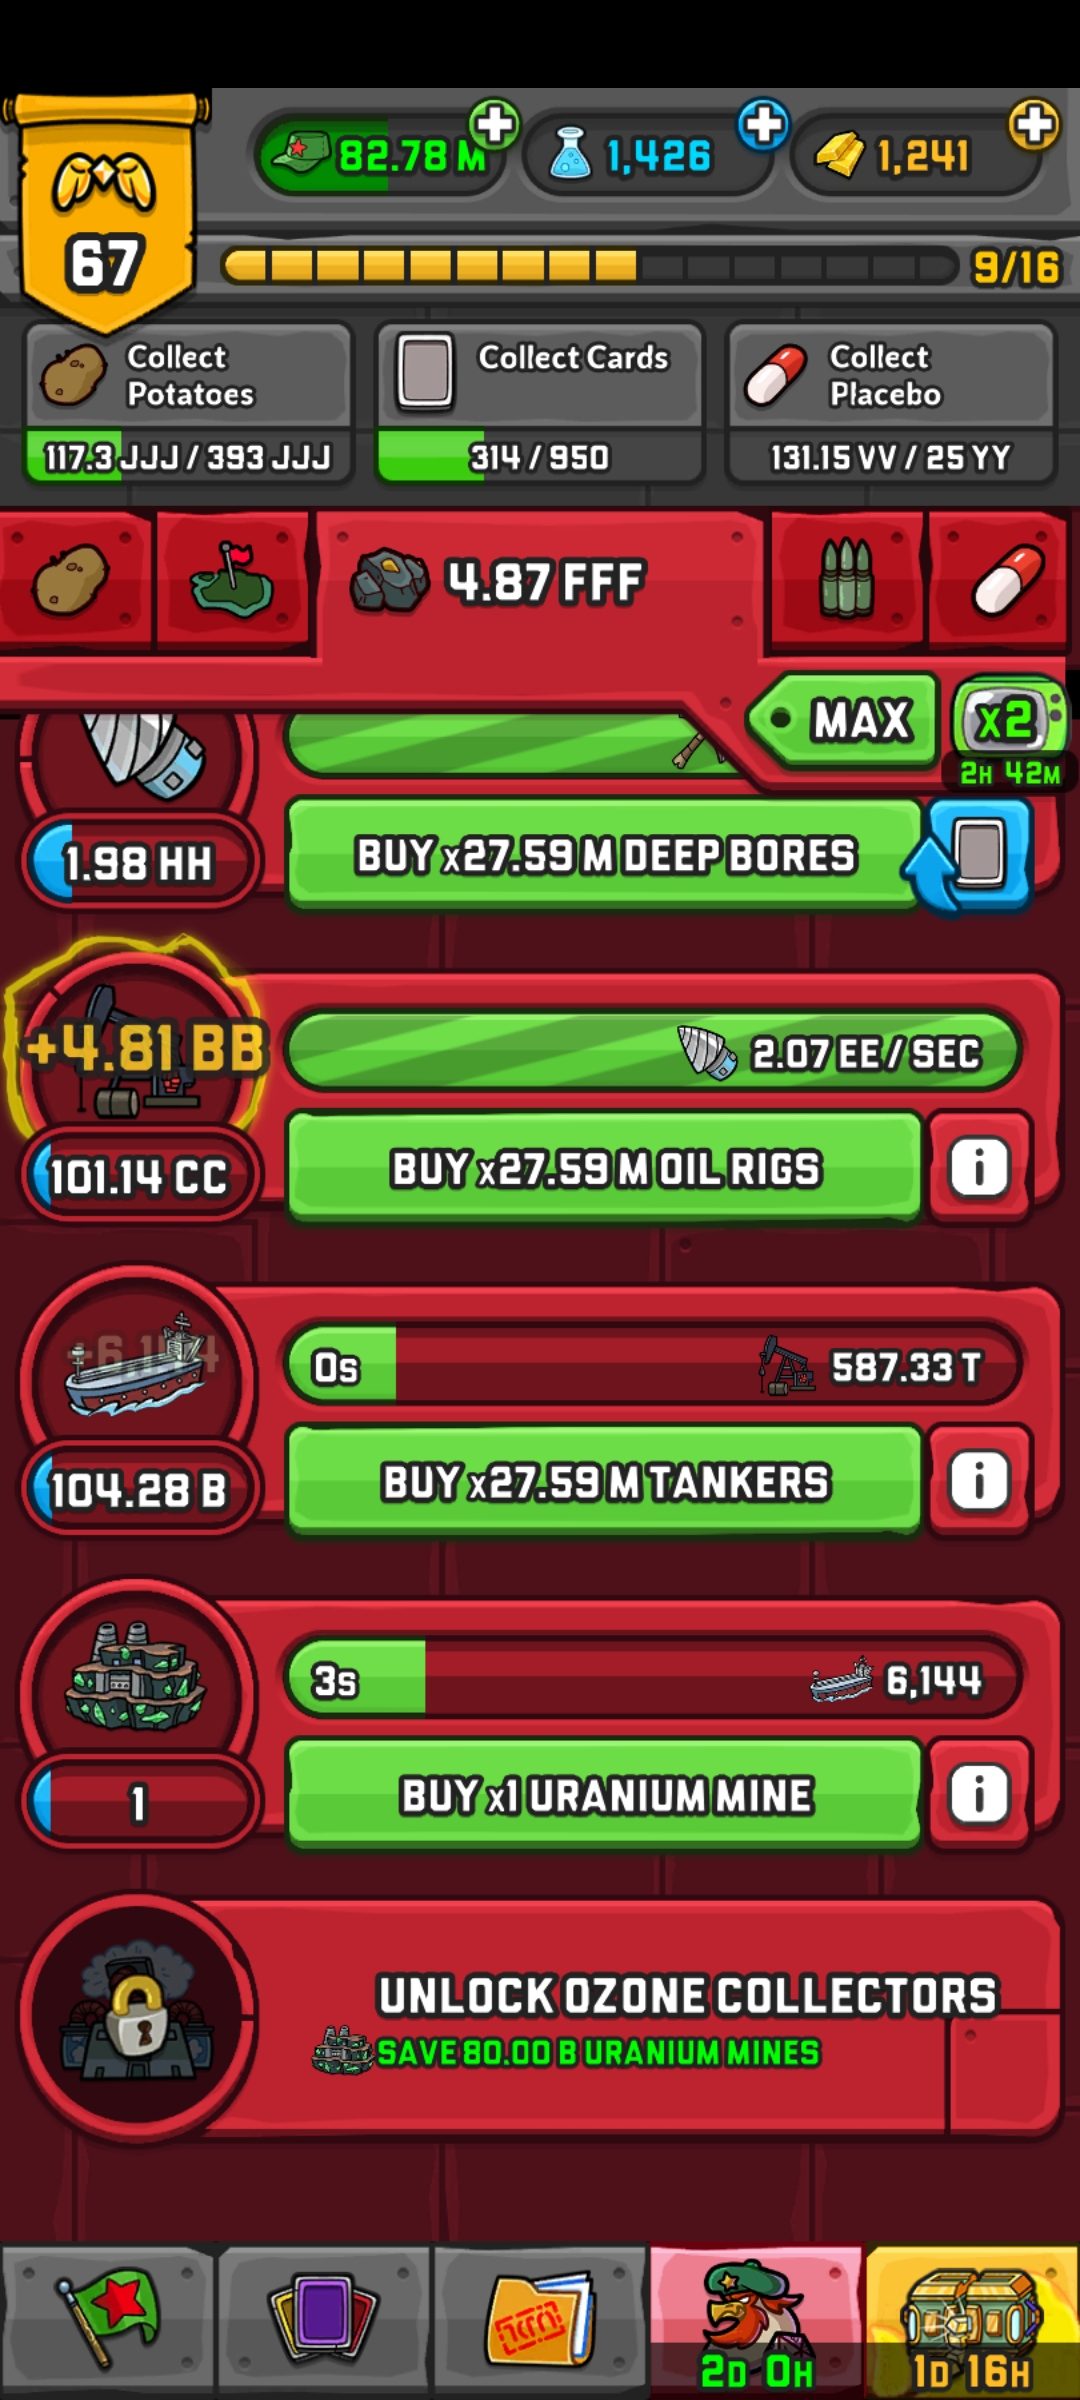 82.78 M
1,426
1,241
67
9/16
Collect
Potatoes
117.3 JJJ / 393 JJJ
Collect Cards
314 / 950
Collect
Placebo
131.15 VV / 25 YY
4.87 FFF
MAX
x2
2H 42M
1.98 HH
BUY x27.59 M DEEP BORES
+4.81 BB
2.07 EE / SEC
101.14 CC
BUY x27.59 M OIL RIGS
i
0s
587.33 T
104.28 B
BUY x27.59 M TANKERS
i
3s
6,144
1
BUY x1 URANIUM MINE
i
UNLOCK OZONE COLLECTORS
SAVE 80.00 B URANIUM MINES
2D 0H
1D 16H